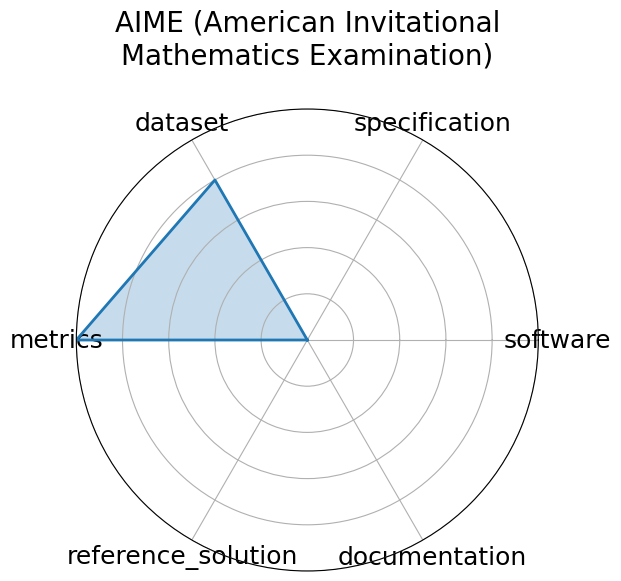 AIME (American Invitational
Mathematics Examination)
dataset
specification
metrics
software
reference_solution
documentation